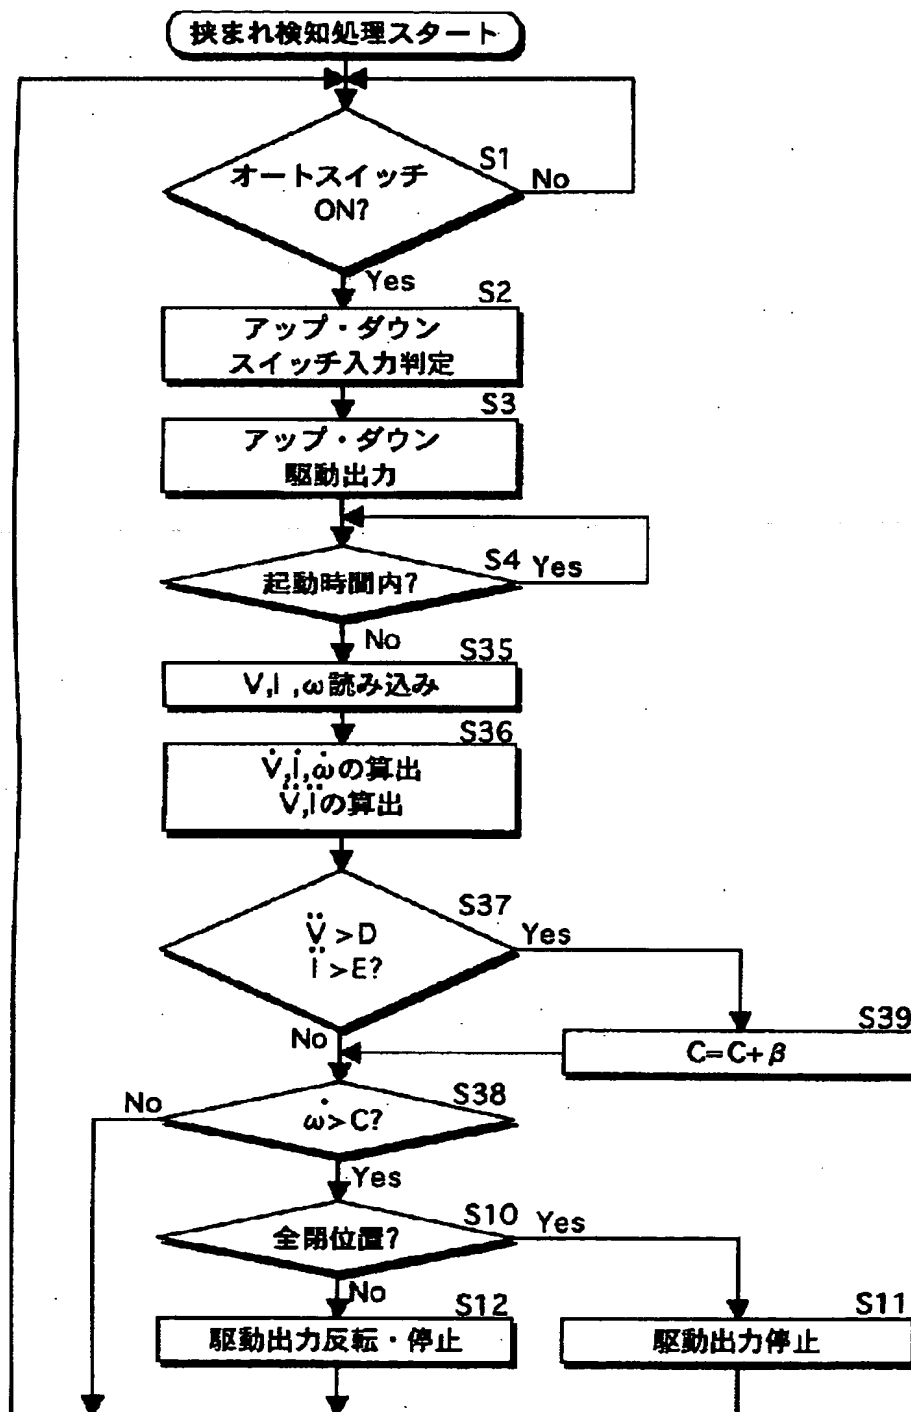 挟まれ検知処理スタート
S1
オートスイッチ
ON?
No
Yes
S2
アップ・ダウン
スイッチ入力判定
S3
アップ・ダウン
駆動出力
S4
起動時間内?
Yes
No
S35
V,I,ω読み込み
S36
V̇,İ,ω̇の算出
V̈,Ïの算出
S37
V̈>D
Ï>E?
Yes
No
S39
C=C+β
S38
ω̇>C?
No
Yes
S10
全閉位置?
Yes
No
S12
駆動出力反転・停止
S11
駆動出力停止